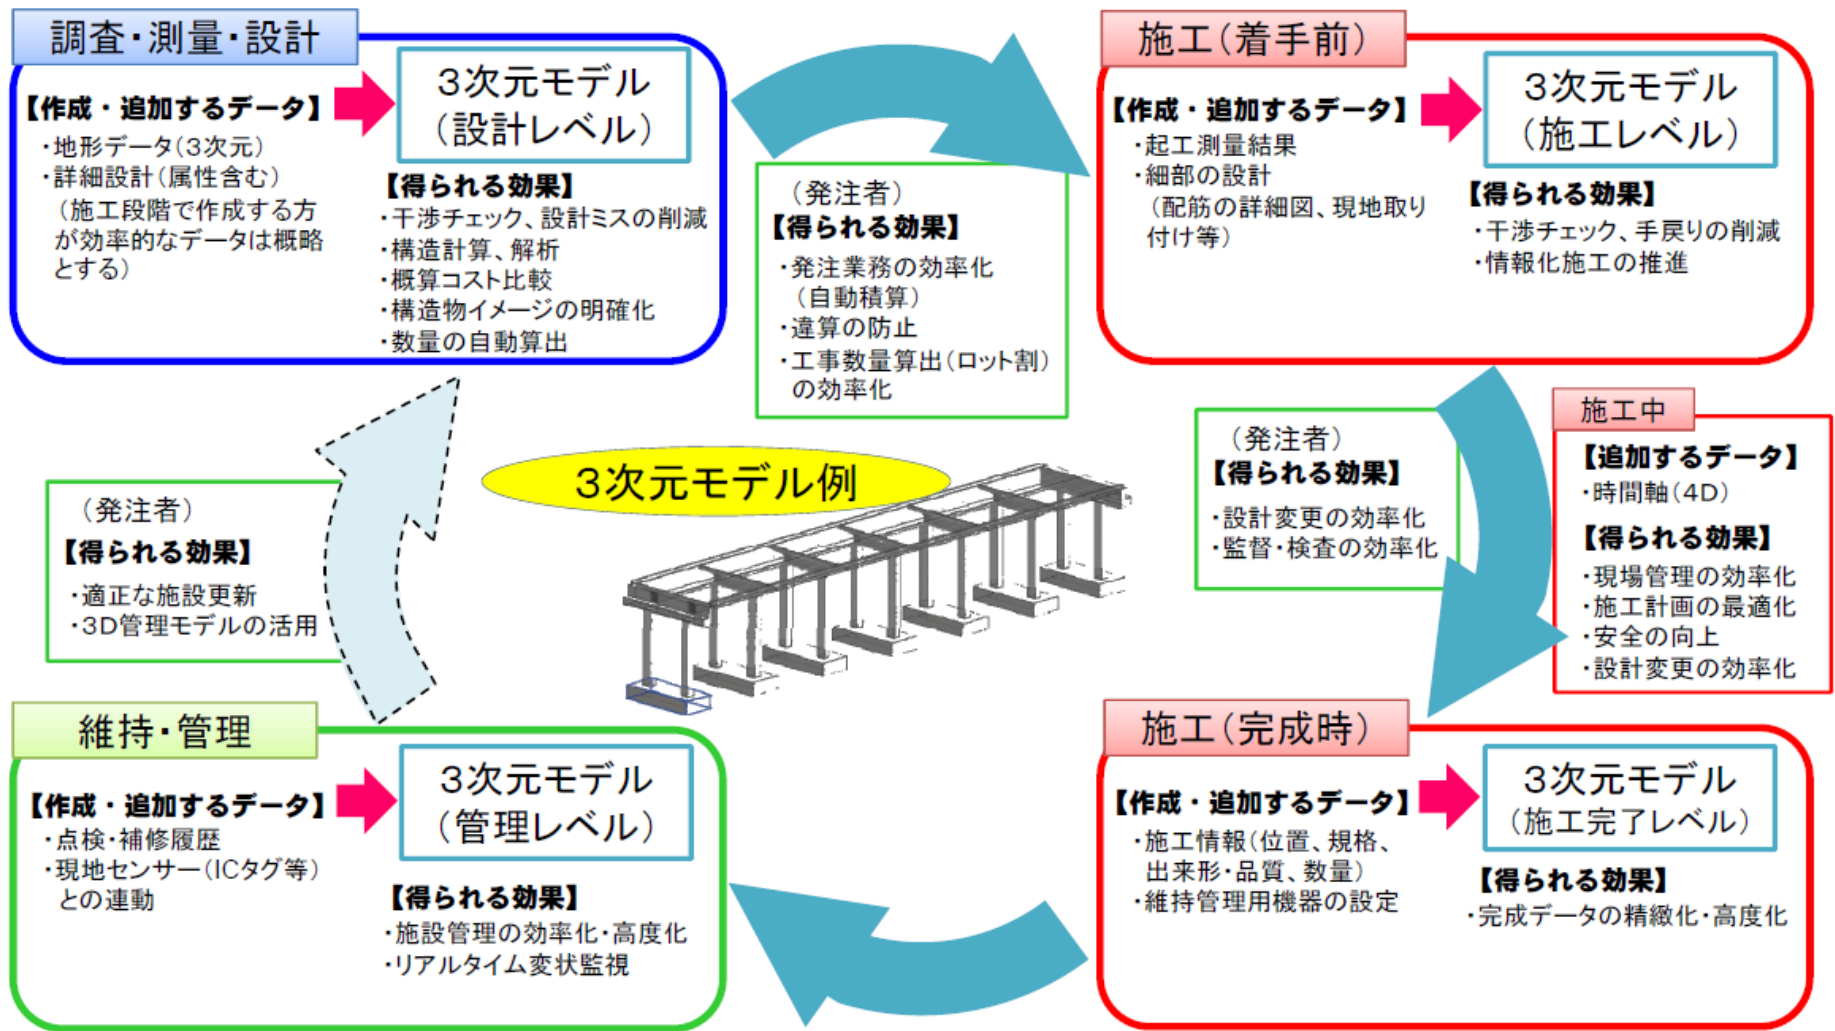 調査・測量・設計
【作成・追加するデータ】
・地形データ（３次元）
・詳細設計（属性含む）
（施工段階で作成する方
が効率的なデータは概略
とする）
３次元モデル
（設計レベル）
【得られる効果】
・干渉チェック、設計ミスの削減
・構造計算、解析
・概算コスト比較
・構造物イメージの明確化
・数量の自動算出
（発注者）
【得られる効果】
・発注業務の効率化
（自動積算）
・違算の防止
・工事数量算出（ロット割）
の効率化
施工（着手前）
【作成・追加するデータ】
・起工測量結果
・細部の設計
（配筋の詳細図、現地取り
付け等）
３次元モデル
（施工レベル）
【得られる効果】
・干渉チェック、手戻りの削減
・情報化施工の推進
（発注者）
【得られる効果】
・設計変更の効率化
・監督・検査の効率化
施工中
【追加するデータ】
・時間軸（４Ｄ）
【得られる効果】
・現場管理の効率化
・施工計画の最適化
・安全の向上
・設計変更の効率化
３次元モデル例
（発注者）
【得られる効果】
・適正な施設更新
・３Ｄ管理モデルの活用
維持・管理
【作成・追加するデータ】
・点検・補修履歴
・現地センサー（ICタグ等）
との連動
３次元モデル
（管理レベル）
【得られる効果】
・施設管理の効率化・高度化
・リアルタイム変状監視
施工（完成時）
【作成・追加するデータ】
・施工情報（位置、規格、
出来形・品質、数量）
・維持管理用機器の設定
３次元モデル
（施工完了レベル）
【得られる効果】
・完成データの精緻化・高度化